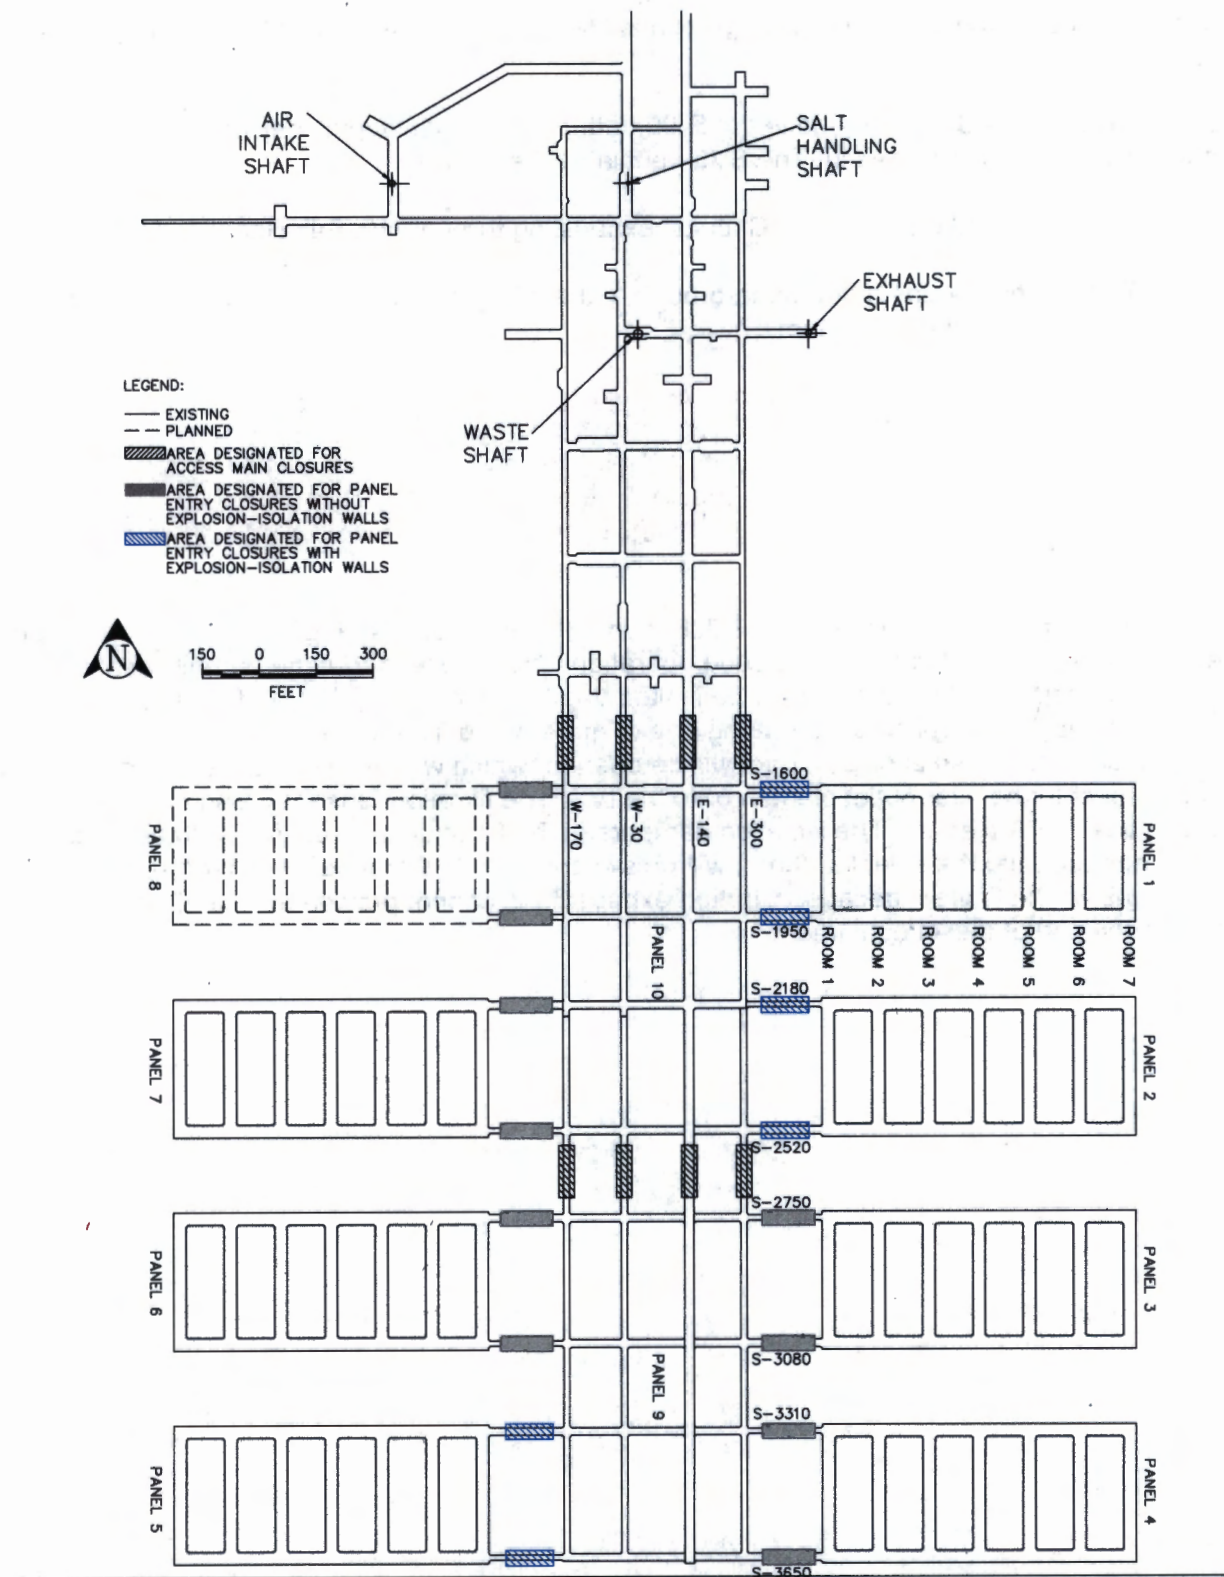 AIR
INTAKE
SHAFT
SALT
HANDLING
SHAFT
EXHAUST
SHAFT
WASTE
SHAFT
LEGEND:
EXISTING
PLANNED
AREA DESIGNATED FOR
ACCESS MAIN CLOSURES
AREA DESIGNATED FOR PANEL
ENTRY CLOSURES WITHOUT
EXPLOSION-ISOLATION WALLS
AREA DESIGNATED FOR PANEL
ENTRY CLOSURES WITH
EXPLOSION-ISOLATION WALLS
N
150 0 150 300
FEET
S-1600
W-170
W-30
E-140
E-300
PANEL 8
PANEL 1
S-1950
PANEL 10
ROOM 1
ROOM 2
ROOM 3
ROOM 4
ROOM 5
ROOM 6
ROOM 7
S-2180
PANEL 7
PANEL 2
S-2520
S-2750
PANEL 6
PANEL 3
S-3080
PANEL 9
S-3310
PANEL 5
PANEL 4
S-3650